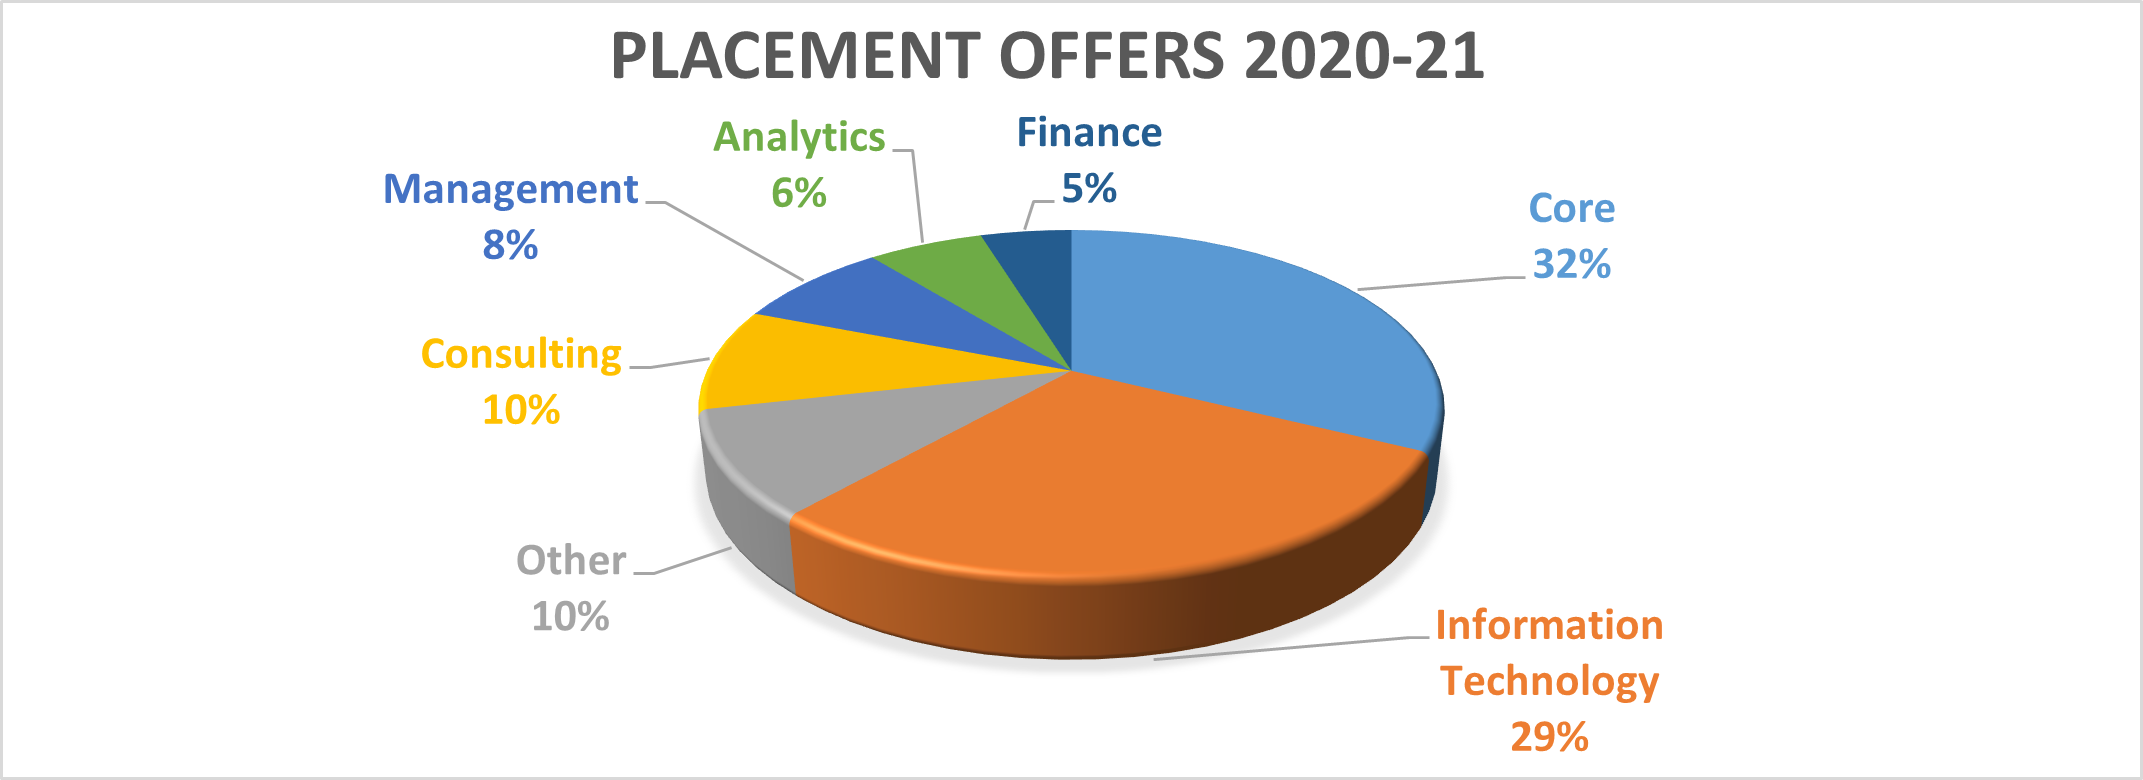 PLACEMENT OFFERS 2020-21
Analytics
6%
Finance
5%
Management
8%
Core
32%
Consulting
10%
Other
10%
Information
Technology
29%